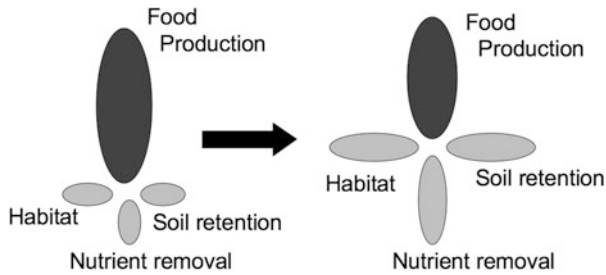 Food
Production
Habitat
Soil retention
Nutrient removal
Food
Production
Habitat
Soil retention
Nutrient removal